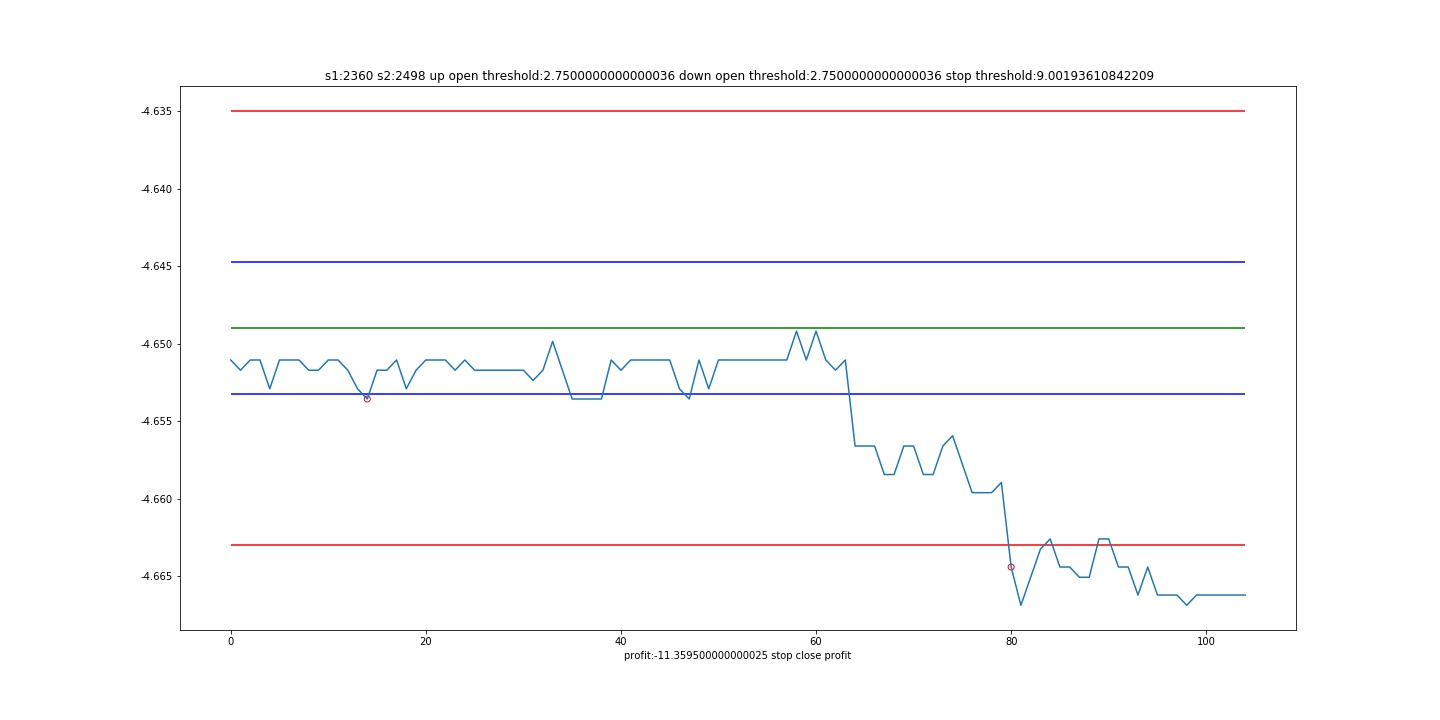 s1:2360 s2:2498 up open threshold:2.7500000000000036 down open threshold:2.7500000000000036 stop threshold:9.00193610842209
-4.635
-4.640
-4.645
-4.650
-4.655
-4.660
-4.665
0 20 40 60 80 100
profit:-11.359500000000025 stop close profit